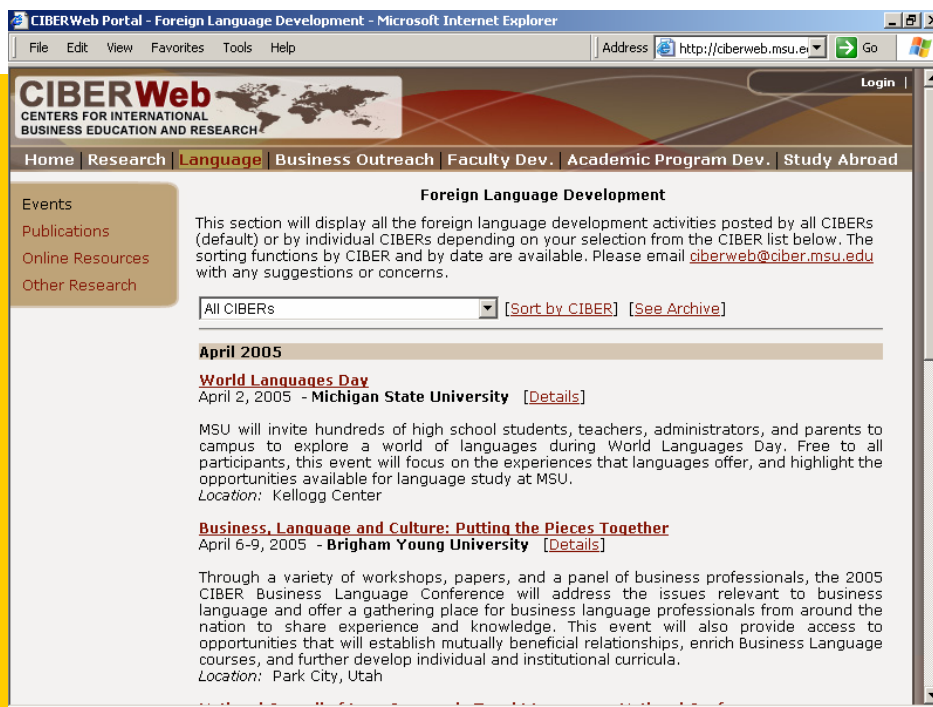 CIBERWeb Portal - Foreign Language Development - Microsoft Internet Explorer
File Edit View Favorites Tools Help
Address http://ciberweb.msu.e Go
CIBERWeb
CENTERS FOR INTERNATIONAL
BUSINESS EDUCATION AND RESEARCH
Login |
Home | Research | Language | Business Outreach | Faculty Dev. | Academic Program Dev. | Study Abroad
Events
Publications
Online Resources
Other Research
Foreign Language Development
This section will display all the foreign language development activities posted by all CIBERs
(default) or by individual CIBERs depending on your selection from the CIBER list below. The
sorting functions by CIBER and by date are available. Please email ciberweb@ciber.msu.edu
with any suggestions or concerns.
All CIBERs [Sort by CIBER] [See Archive]
April 2005
World Languages Day
April 2, 2005 - Michigan State University [Details]
MSU will invite hundreds of high school students, teachers, administrators, and parents to
campus to explore a world of languages during World Languages Day. Free to all
participants, this event will focus on the experiences that languages offer, and highlight the
opportunities available for language study at MSU.
Location: Kellogg Center
Business, Language and Culture: Putting the Pieces Together
April 6-9, 2005 - Brigham Young University [Details]
Through a variety of workshops, papers, and a panel of business professionals, the 2005
CIBER Business Language Conference will address the issues relevant to business
language and offer a gathering place for business language professionals from around the
nation to share experience and knowledge. This event will also provide access to
opportunities that will establish mutually beneficial relationships, enrich Business Language
courses, and further develop individual and institutional curricula.
Location: Park City, Utah